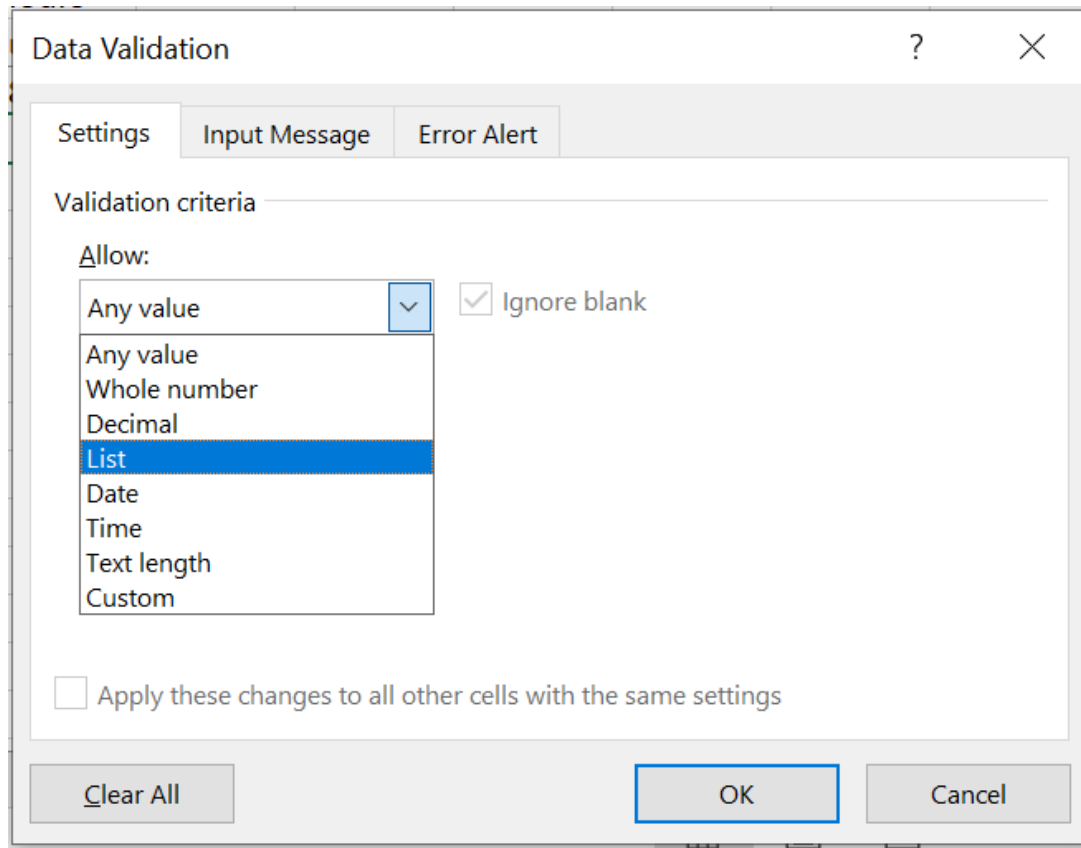 Data Validation ?
Settings Input Message Error Alert
Validation criteria
Allow:
Any value Ignore blank
Any value
Whole number
Decimal
List
Date
Time
Text length
Custom
Apply these changes to all other cells with the same settings
Clear All OK Cancel